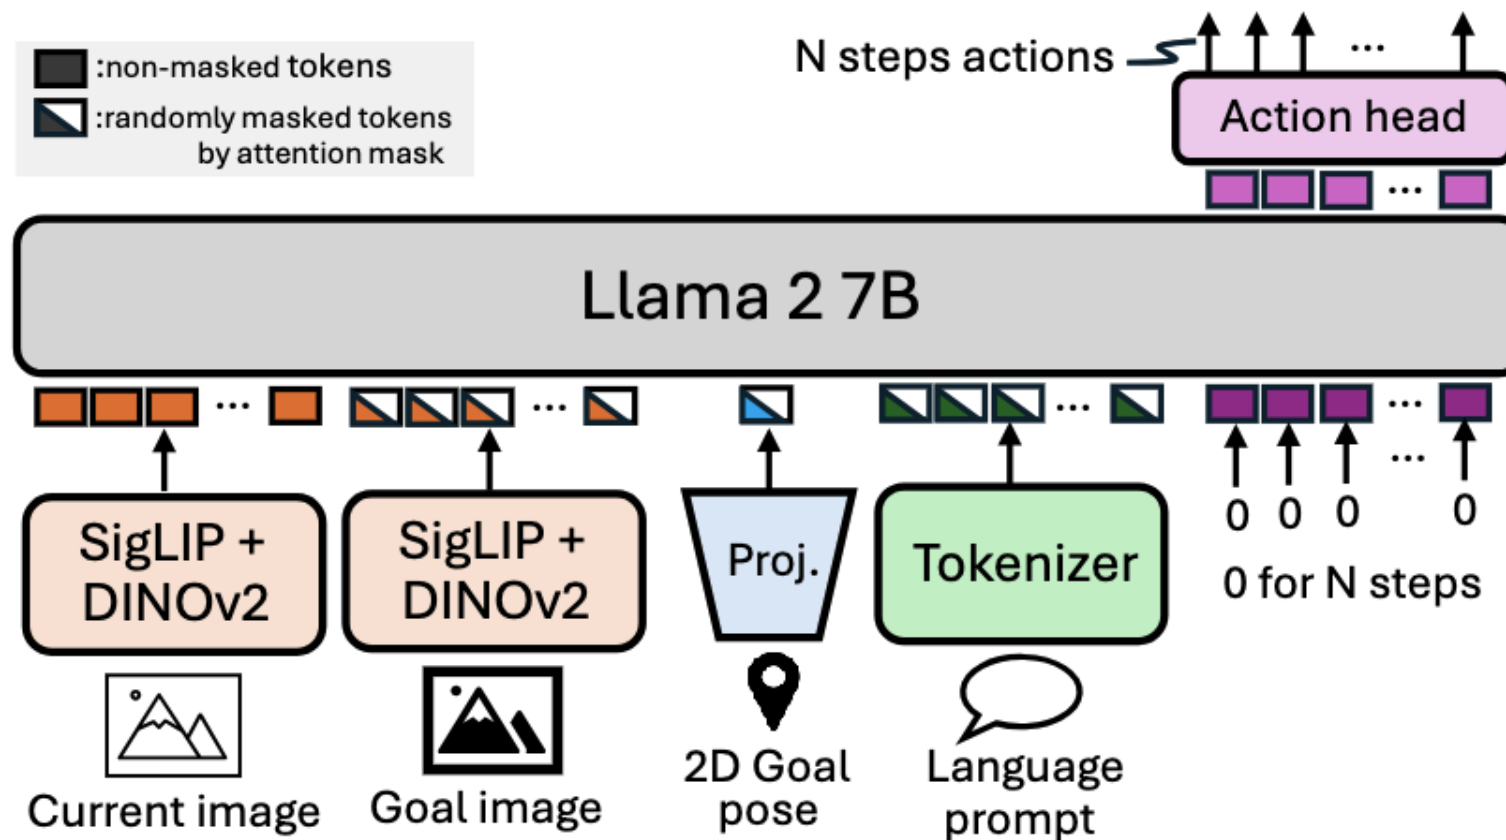 :non-masked tokens
:randomly masked tokens
by attention mask
N steps actions
...
Action head
...
Llama 2 7B
...
...
...
...
...
SigLIP +
DINOv2
SigLIP +
DINOv2
Proj.
Tokenizer
0 0 0 0
0 for N steps
Current image
Goal image
2D Goal
pose
Language
prompt